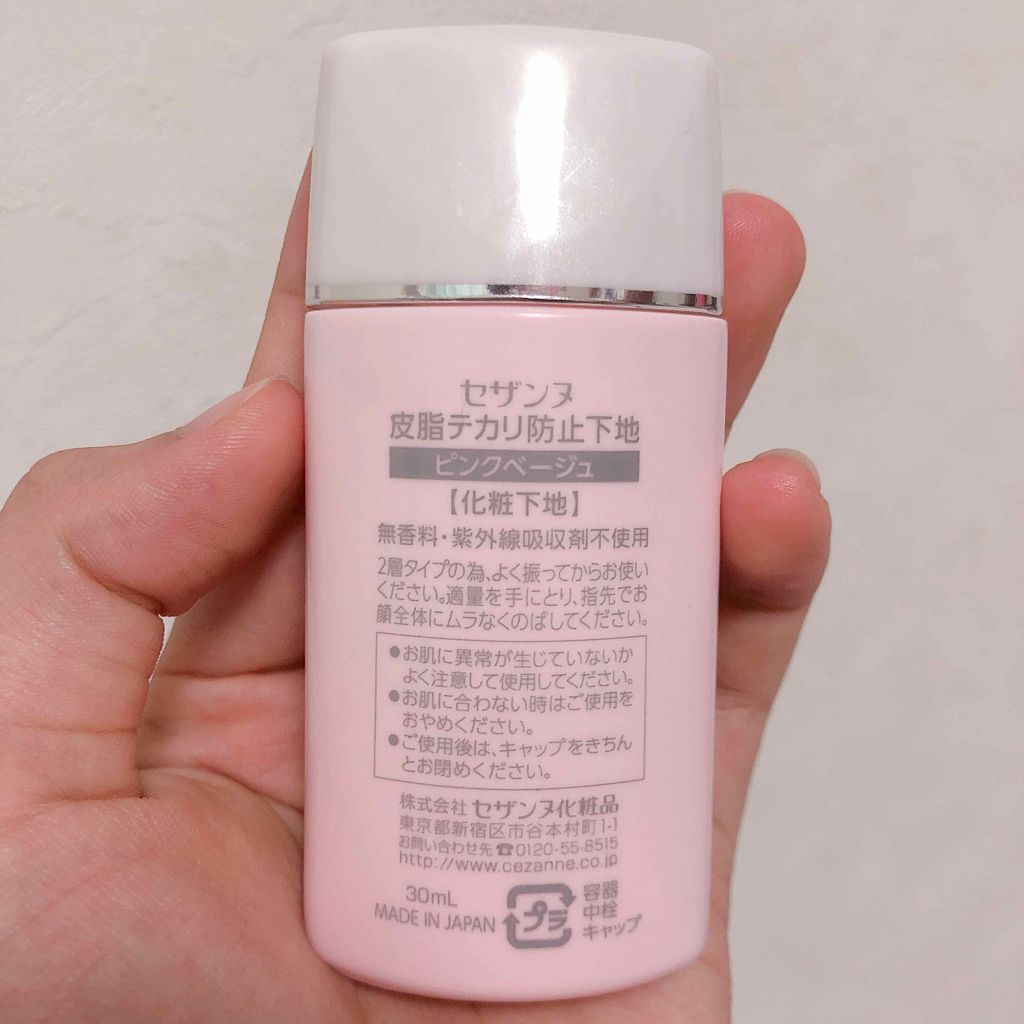 セザンヌ
皮脂テカリ防止下地
ピンクベージュ
【化粧下地】
無香料・紫外線吸収剤不使用
2層タイプの為、よく振ってからお使い
ください。適量を手にとり、指先でお
顔全体にムラなくのばしてください。
●お肌に異常が生じていないか
よく注意して使用してください。
●お肌に合わない時はご使用を
おやめください。
●ご使用後は、キャップをきちん
とお閉めください。
株式会社 セザンヌ化粧品
東京都新宿区市谷本村町1-1
お問い合わせ先 ☎0120-55-8515
http://www.cezanne.co.jp
30mL
MADE IN JAPAN
プラ
容器
中栓
キャップ